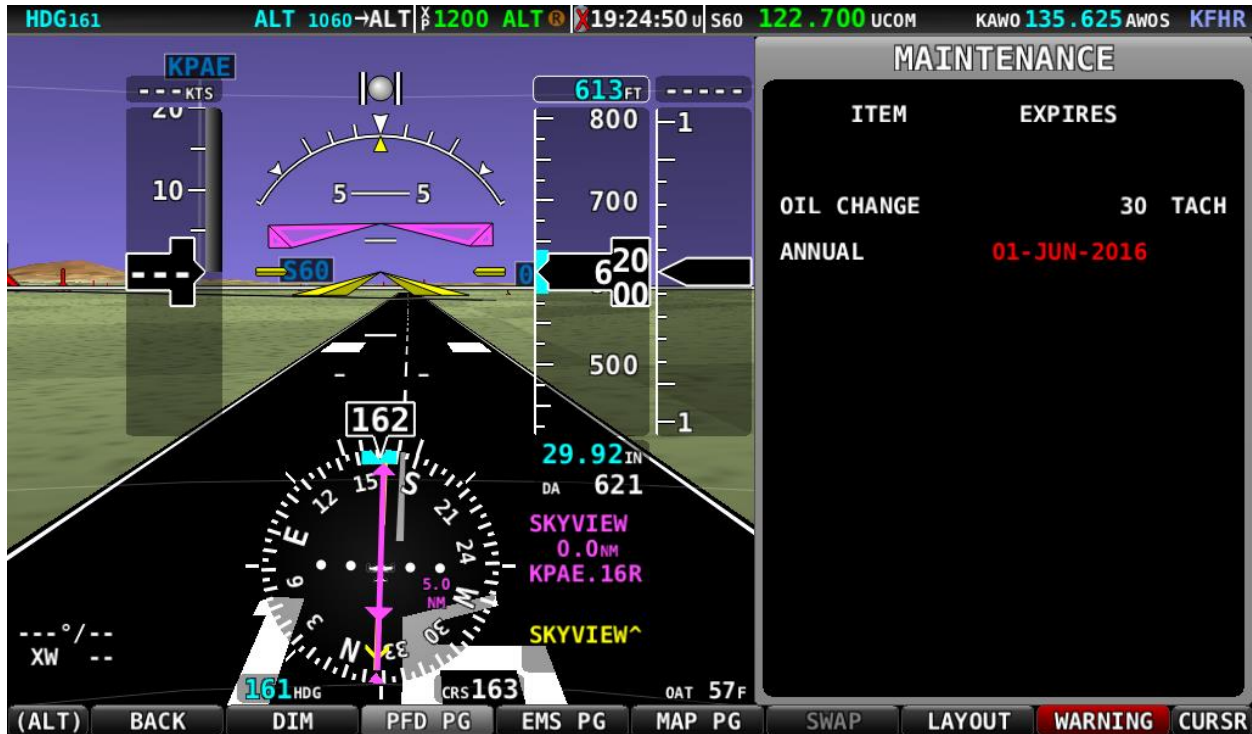 HDG161 ALT 1060→ALT XP1200 ALT R X19:24:50 U S60 122.700 UCOM KAWO 135.625 AWOS KFHR
MAINTENANCE
ITEM EXPIRES
OIL CHANGE 30 TACH
ANNUAL 01-JUN-2016
KPAE
---KTS
613FT -----
20
800 1
10
5 5
700
---
S60
0
620
00
500
1
162
29.92IN
DA 621
SKYVIEW
0.0NM
KPAE.16R
SKYVIEW^
N 3 6 E 12 15 S 21 24 W 30 33
5.0
NM
---°/--
XW --
161HDG CRS163 OAT 57F
(ALT) BACK DIM PFD PG EMS PG MAP PG SWAP LAYOUT WARNING CURSR